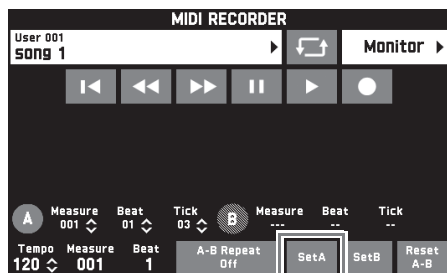 MIDI RECORDER
User 001
song 1
Monitor
A Measure Beat Tick B Measure Beat Tick
001 01 03 --- -- --
Tempo Measure Beat A-B Repeat SetA SetB Reset
120 001 1 Off A-B